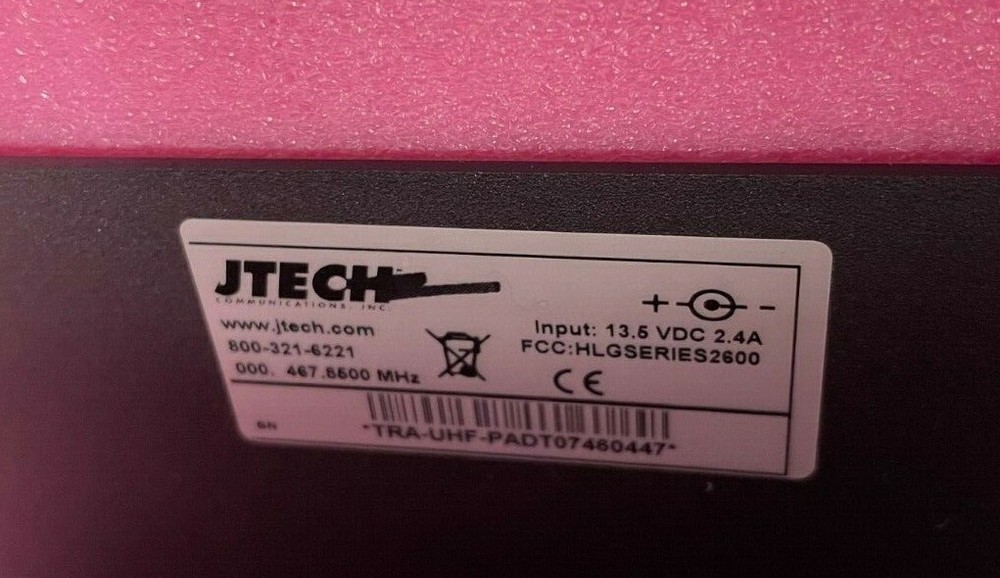 JTECH
COMMUNICATIONS, INC.
www.jtech.com
800-321-6221
000. 467.8500 MHz
+ -
Input: 13.5 VDC 2.4A
FCC:HLGSERIES2600
CE
SN
*TRA-UHF-PADT07460447*